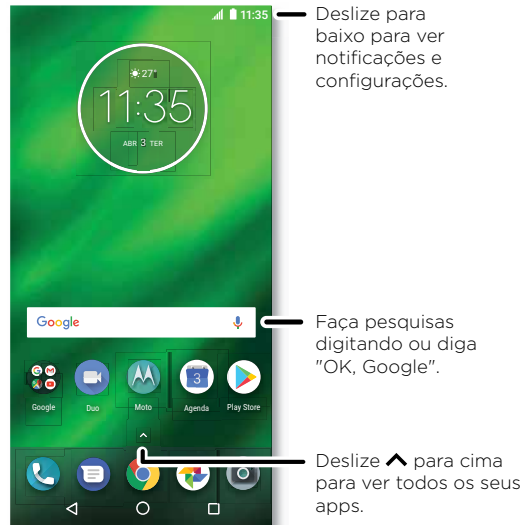 11:35
Deslize para
baixo para ver
notificações e
configurações.
27°
11:35
ABR 3 TER
Google
Faça pesquisas
digitando ou diga
"OK, Google".
3
Google Duo Moto Agenda Play Store
Deslize para cima
para ver todos os seus
apps.